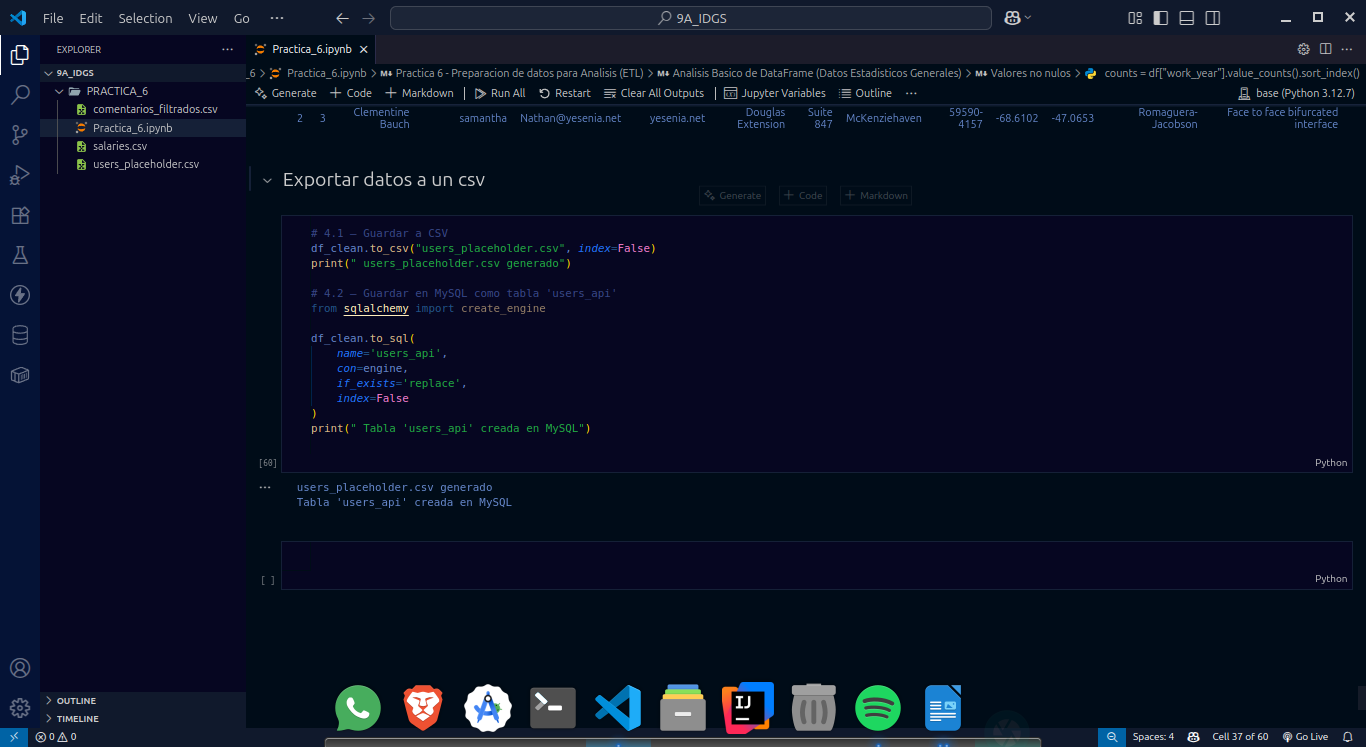 File Edit Selection View Go ···
9A_IDGS
EXPLORER ···
Practica_6.ipynb
9A_IDGS
_6 > Practica_6.ipynb > M↓ Practica 6 - Preparacion de datos para Analisis (ETL) > M↓ Analisis Basico de DataFrame (Datos Estadisticos Generales) > M↓ Valores no nulos > counts = df["work_year"].value_counts().sort_index()
PRACTICA_6
Generate + Code + Markdown | Run All Restart Clear All Outputs | Jupyter Variables Outline ··· base (Python 3.12.7)
comentarios_filtrados.csv
Practica_6.ipynb
salaries.csv
users_placeholder.csv
2 3 Clementine Bauch samantha Nathan@yesenia.net yesenia.net Douglas Extension Suite 847 McKenziehaven 59590-4157 -68.6102 -47.0653 Romaguera-Jacobson Face to face bifurcated interface
Exportar datos a un csv
Generate + Code + Markdown
# 4.1 – Guardar a CSV
df_clean.to_csv("users_placeholder.csv", index=False)
print(" users_placeholder.csv generado")
# 4.2 – Guardar en MySQL como tabla 'users_api'
from sqlalchemy import create_engine
df_clean.to_sql(
name='users_api',
con=engine,
if_exists='replace',
index=False
)
print(" Tabla 'users_api' creada en MySQL")
[60] Python
··· users_placeholder.csv generado
Tabla 'users_api' creada en MySQL
[ ] Python
OUTLINE
TIMELINE
IJ
0 0 Spaces: 4 Cell 37 of 60 Go Live